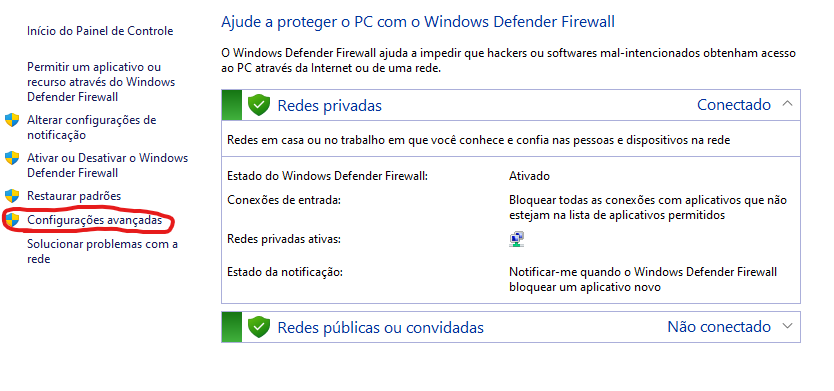 Início do Painel de Controle
Permitir um aplicativo ou
recurso através do Windows
Defender Firewall
Alterar configurações de
notificação
Ativar ou Desativar o Windows
Defender Firewall
Restaurar padrões
Configurações avançadas
Solucionar problemas com a
rede
Ajude a proteger o PC com o Windows Defender Firewall
O Windows Defender Firewall ajuda a impedir que hackers ou softwares mal-intencionados obtenham acesso
ao PC através da Internet ou de uma rede.
Redes privadas Conectado
Redes em casa ou no trabalho em que você conhece e confia nas pessoas e dispositivos na rede
Estado do Windows Defender Firewall: Ativado
Conexões de entrada: Bloquear todas as conexões com aplicativos que não
estejam na lista de aplicativos permitidos
Redes privadas ativas:
Estado da notificação: Notificar-me quando o Windows Defender Firewall
bloquear um aplicativo novo
Redes públicas ou convidadas Não conectado